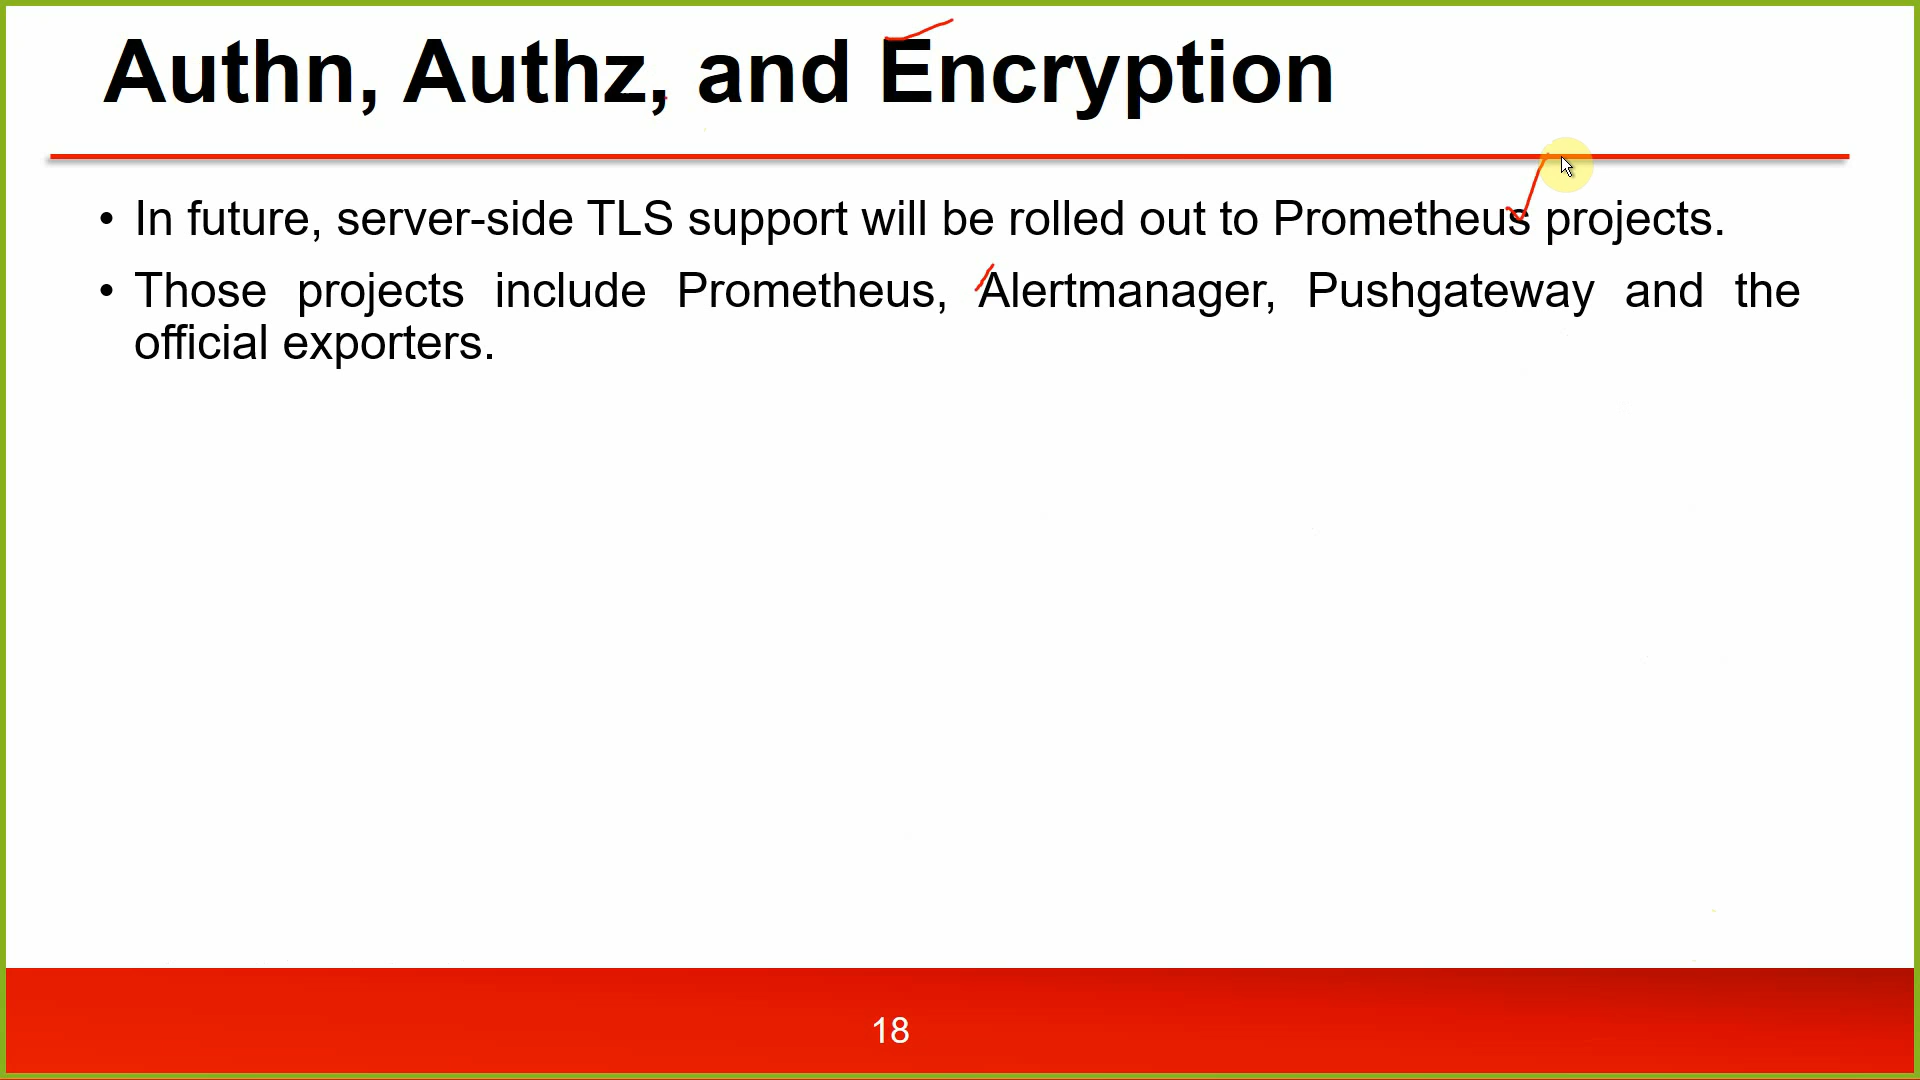 Authn, Authz, and Encryption
• In future, server-side TLS support will be rolled out to Prometheus projects.
• Those projects include Prometheus, Alertmanager, Pushgateway and the
official exporters.
18